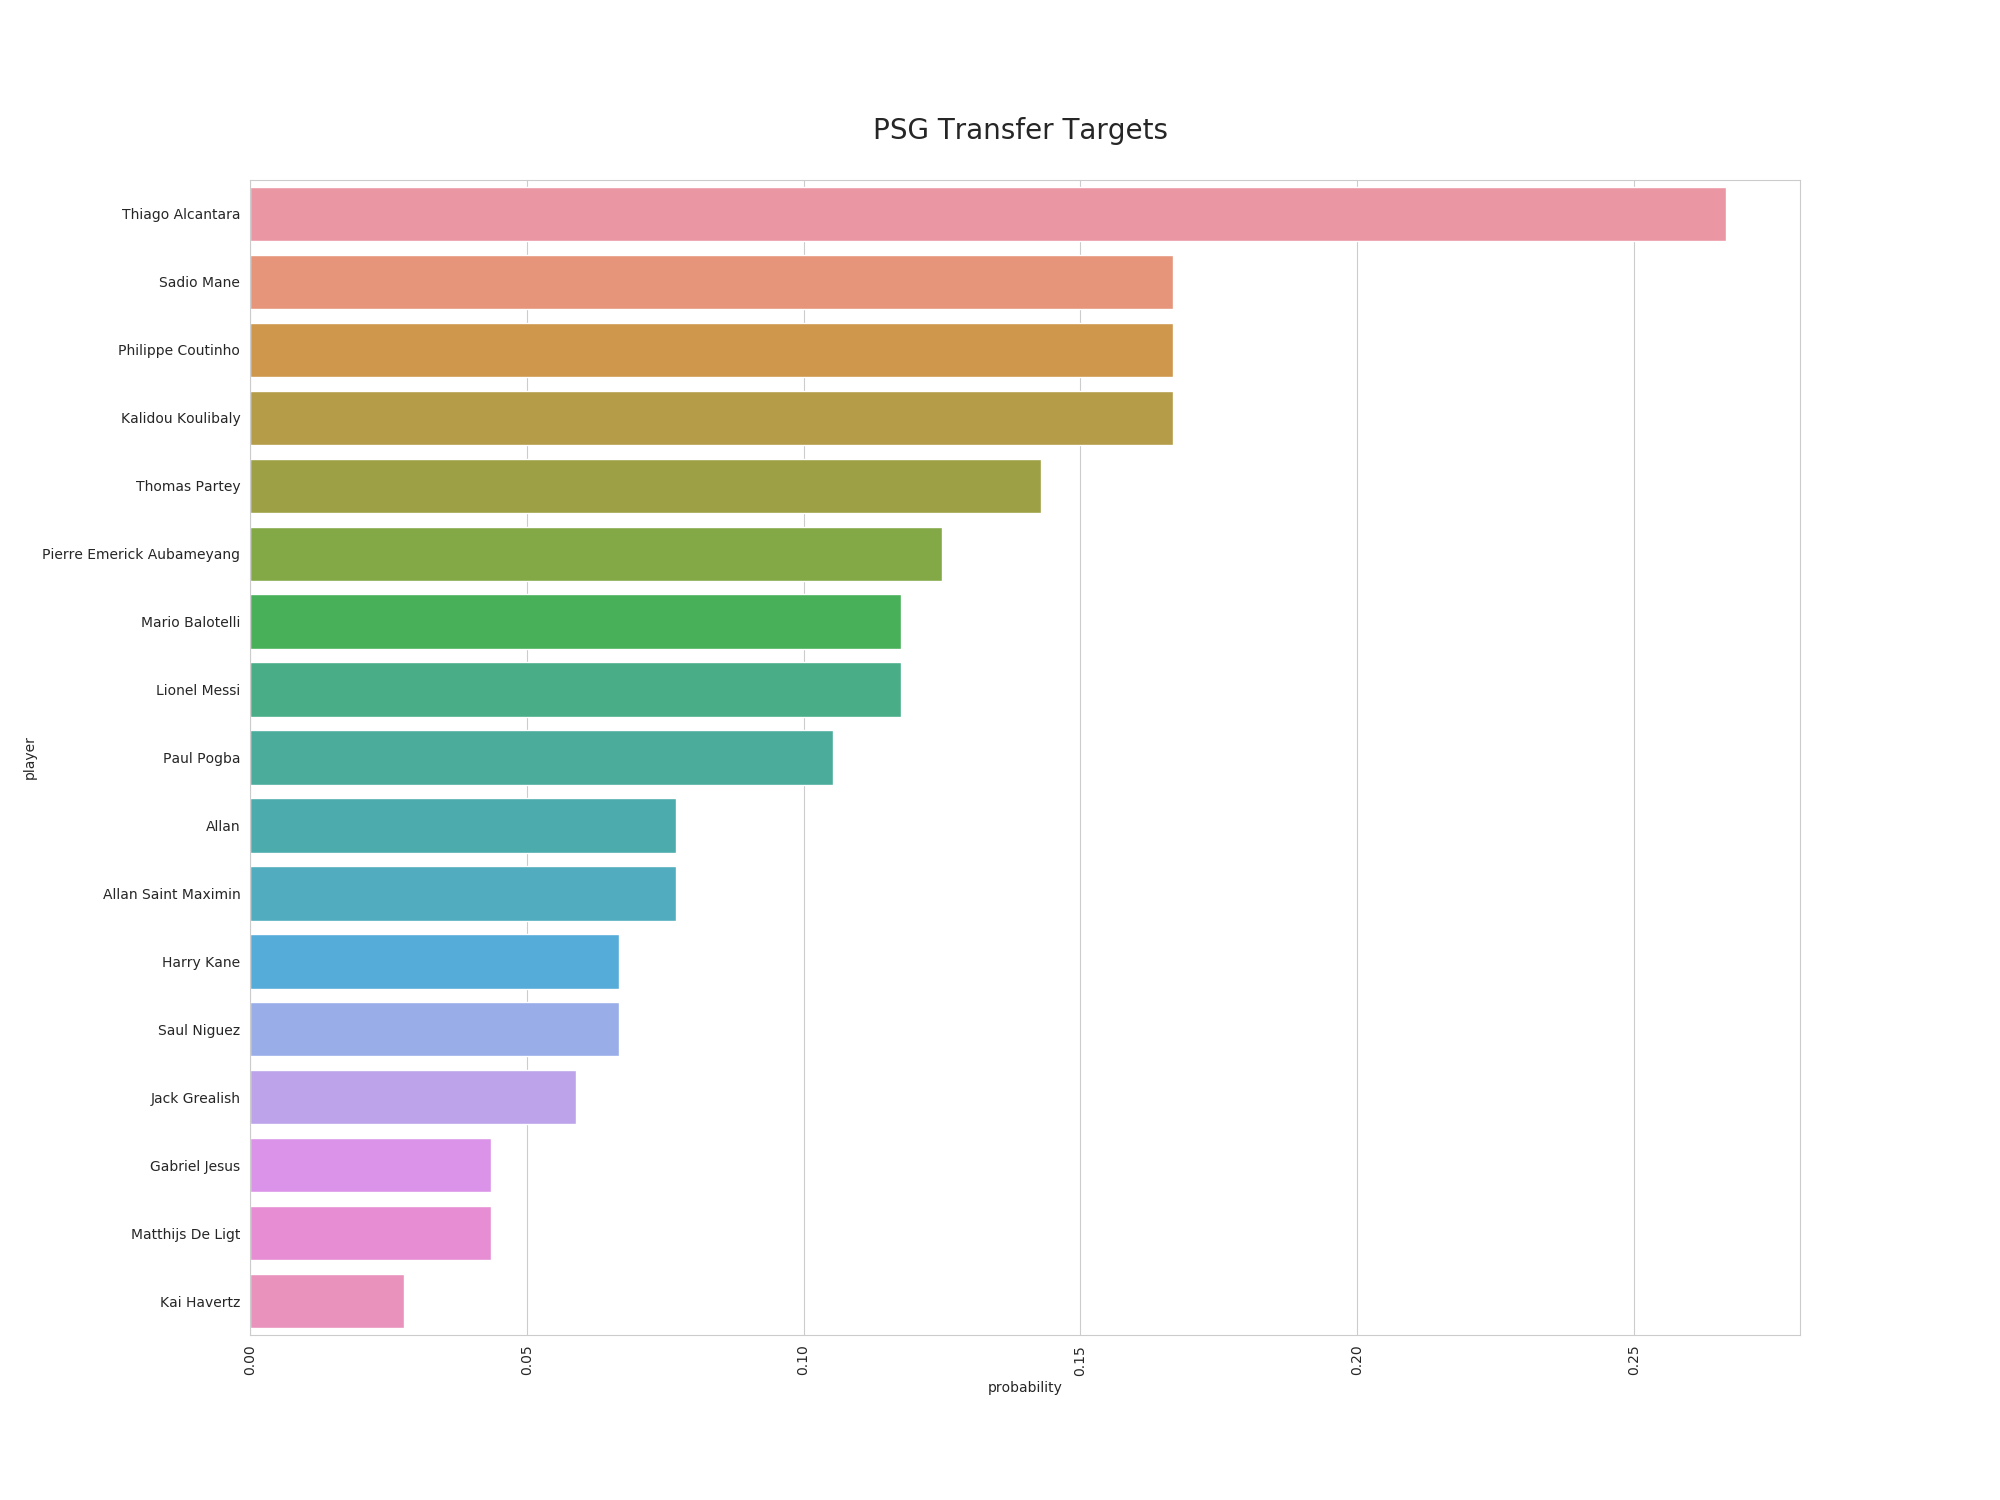 PSG Transfer Targets
Thiago Alcantara
Sadio Mane
Philippe Coutinho
Kalidou Koulibaly
Thomas Partey
Pierre Emerick Aubameyang
Mario Balotelli
Lionel Messi
Paul Pogba
Allan
Allan Saint Maximin
Harry Kane
Saul Niguez
Jack Grealish
Gabriel Jesus
Matthijs De Ligt
Kai Havertz
player
0.00
0.05
0.10
0.15
0.20
0.25
probability